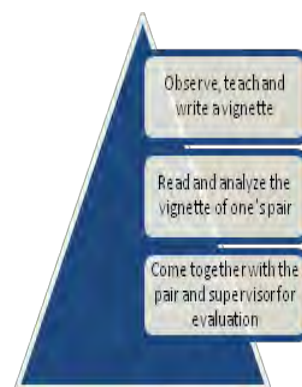 Observe, teach and
write a vignette
Read and analyze the
vignette of one's pair
Come together with the
pair and supervisor for
evaluation